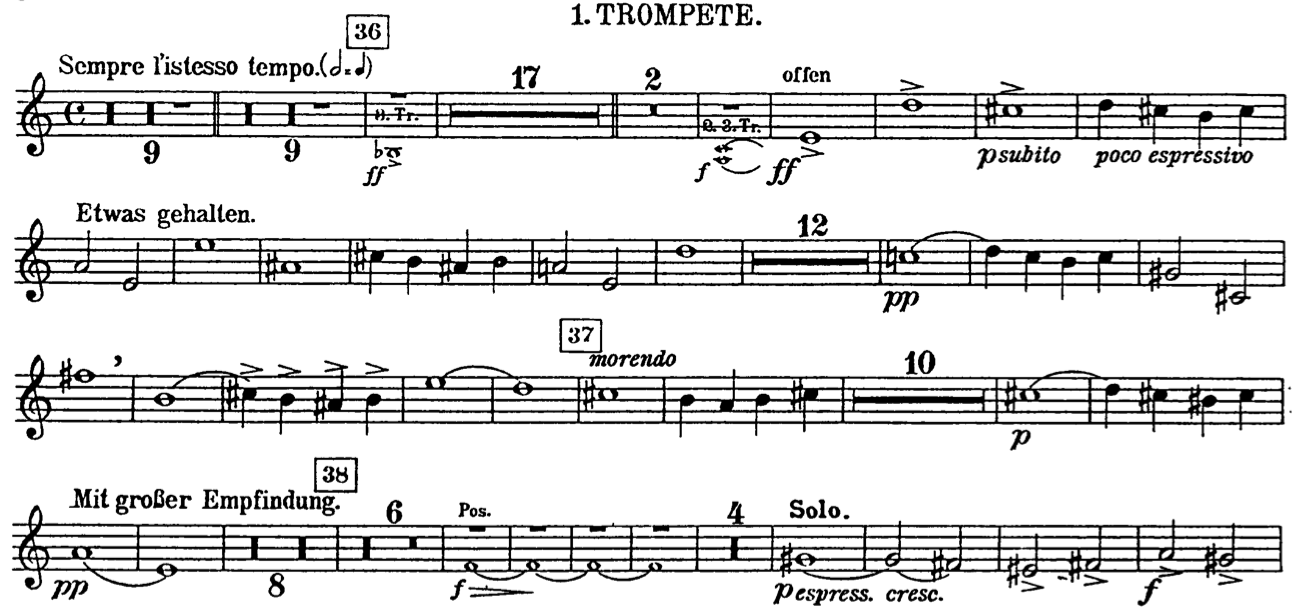 1. TROMPETE.
36
Sempre l'istesso tempo.
17 2 offen
3. Tr. 2. 3. Tr.
9 9 ff f ff p subito poco espressivo
Etwas gehalten.
12
pp
37
morendo
10
p
38
Mit großer Empfindung.
6 Pos. 4 Solo.
pp 8 f p espress. cresc. f